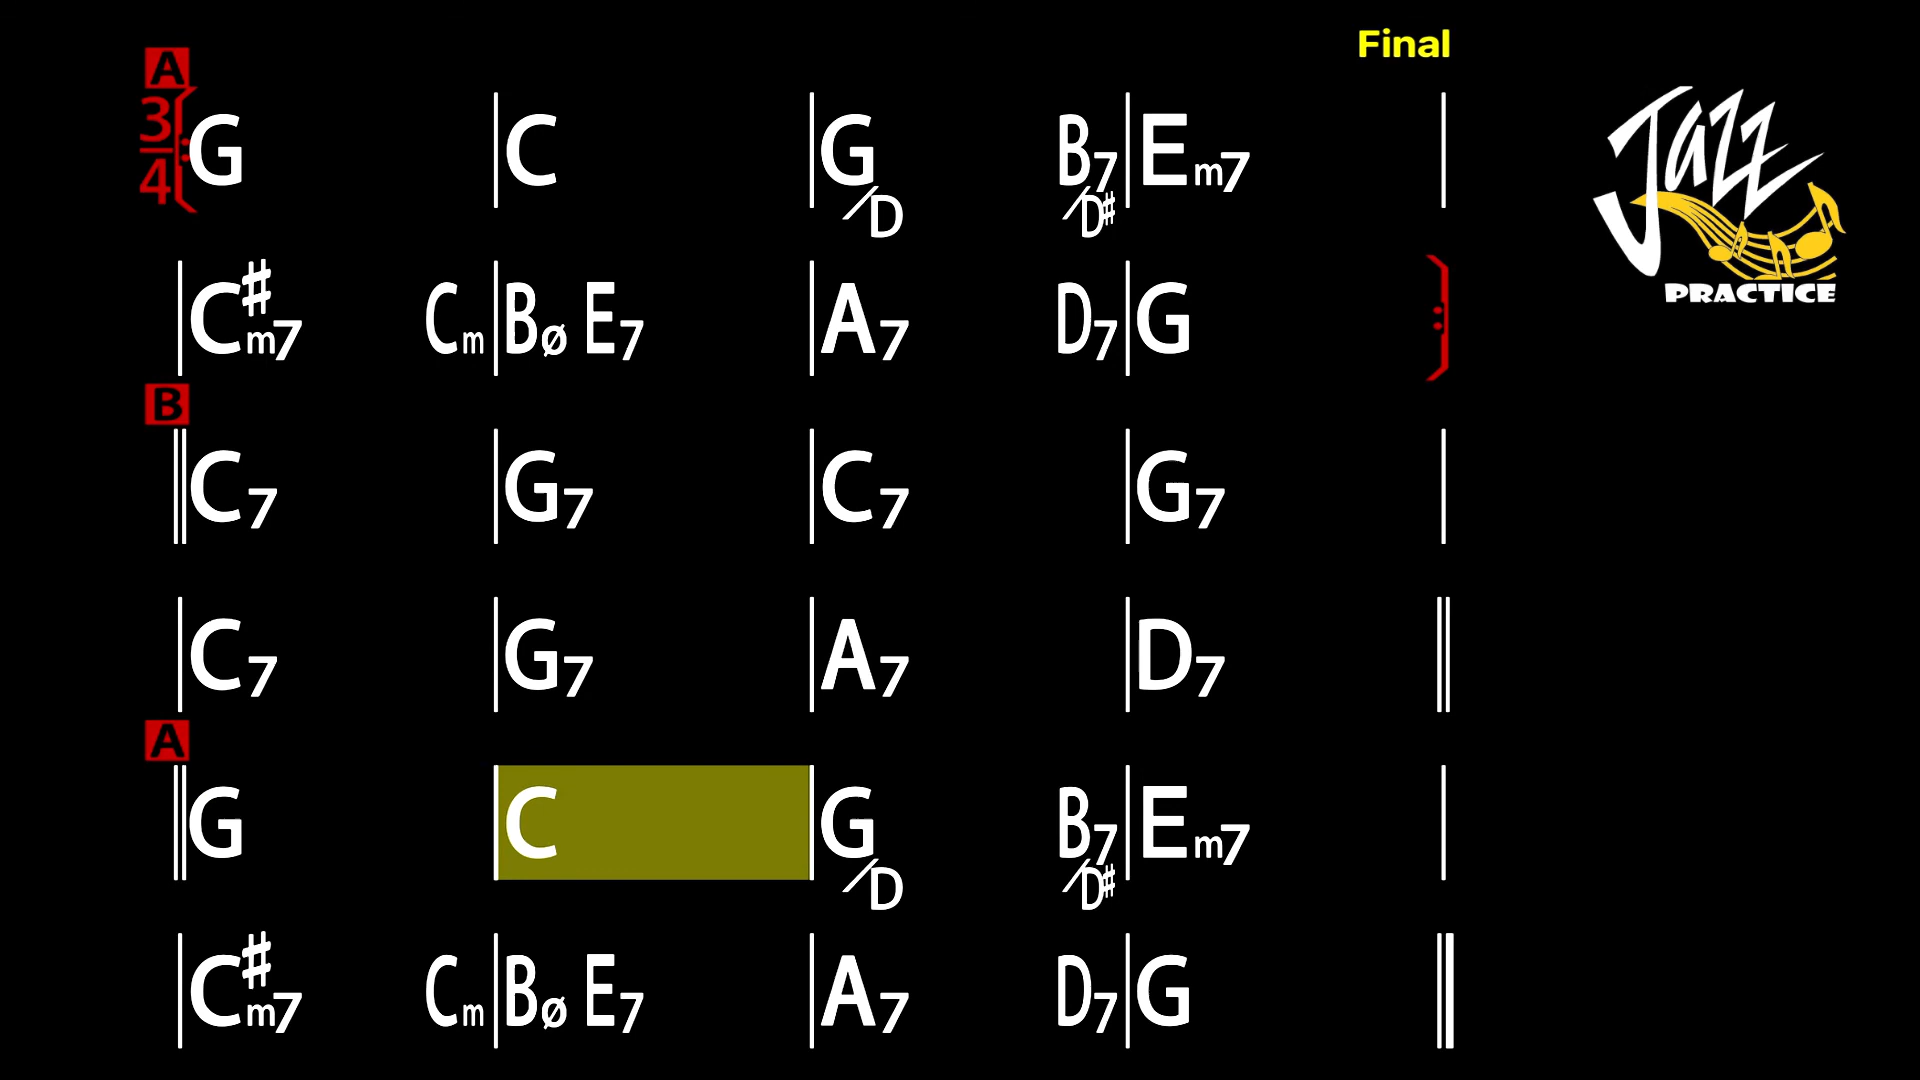 Final
A
3/4 G | C | G/D B7/D# | Em7 |
Jazz
PRACTICE
| C#m7 Cm | Bø E7 | A7 D7 | G
B
C7 | G7 | C7 | G7 |
| C7 | G7 | A7 | D7
A
G | C | G/D B7/D# | Em7 |
| C#m7 Cm | Bø E7 | A7 D7 | G